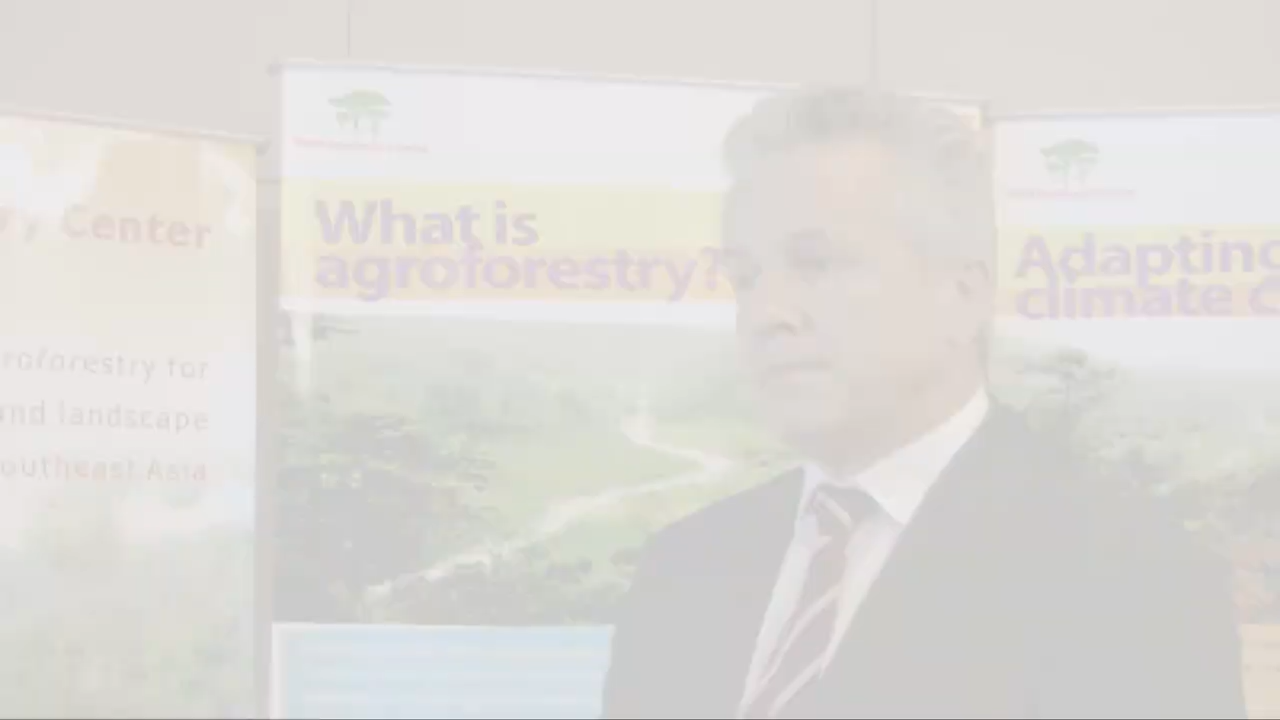 Center
roforestry for
nd landscape
outheast Asia
What is
agroforestry?
Adapting
climate c